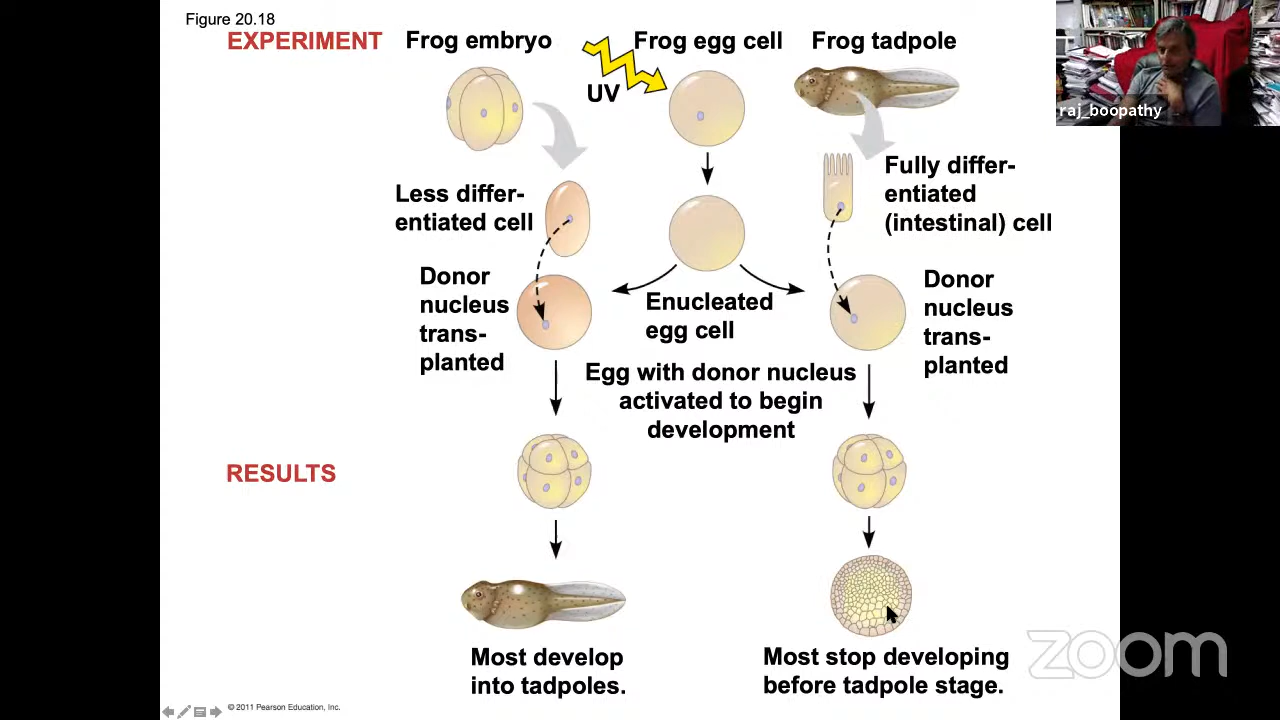 Figure 20.18
EXPERIMENT
Frog embryo
UV
Frog egg cell
Frog tadpole
raj_boopathy
Less differ-
entiated cell
Fully differ-
entiated
(intestinal) cell
Donor
nucleus
trans-
planted
Enucleated
egg cell
Donor
nucleus
trans-
planted
Egg with donor nucleus
activated to begin
development
RESULTS
Most develop
into tadpoles.
Most stop developing
before tadpole stage.
zoom
© 2011 Pearson Education, Inc.